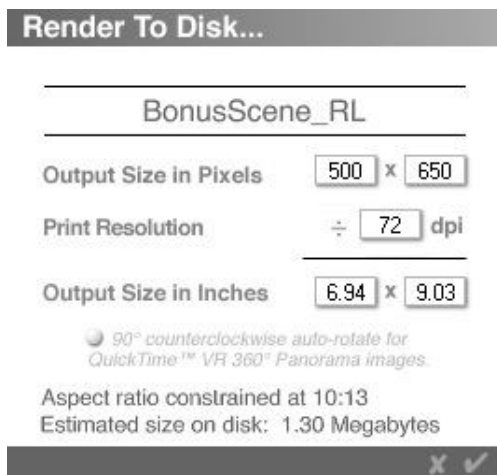 Render To Disk...
BonusScene_RL
Output Size in Pixels 500 x 650
Print Resolution ÷ 72 dpi
Output Size in Inches 6.94 x 9.03
90° counterclockwise auto-rotate for
QuickTime™ VR 360° Panorama images.
Aspect ratio constrained at 10:13
Estimated size on disk: 1.30 Megabytes